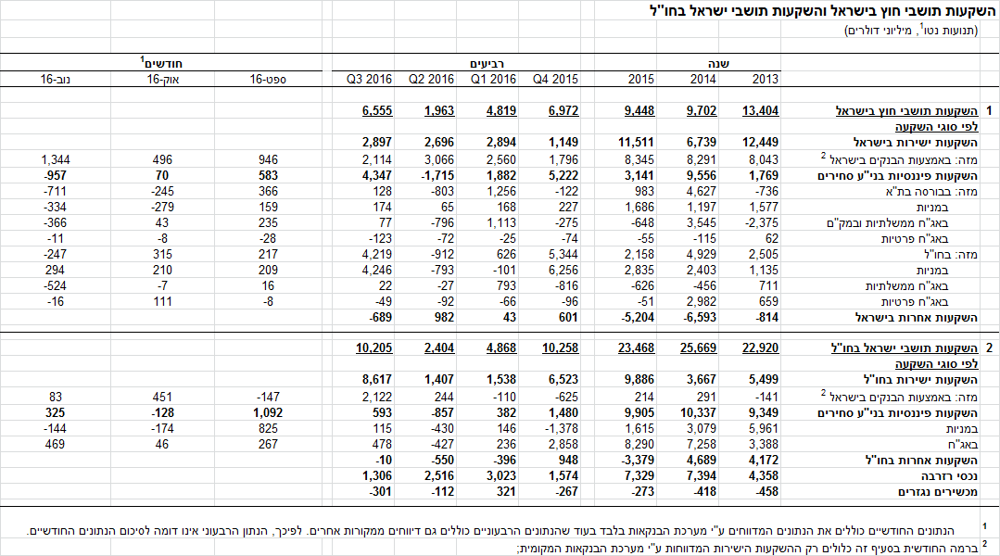 השקעות תושבי חוץ בישראל והשקעות תושבי ישראל בחו"ל
(תנועות נטו1, מיליוני דולרים)
שנה רביעים חודשים1
2013 2014 2015 Q4 2015 Q1 2016 Q2 2016 Q3 2016 ספט-16 אוק-16 נוב-16
1 השקעות תושבי חוץ בישראל 13,404 9,702 9,448 6,972 4,819 1,963 6,555
לפי סוגי השקעה
השקעות ישירות בישראל 12,449 6,739 11,511 1,149 2,894 2,696 2,897
מזה: באמצעות הבנקים בישראל 2 8,043 8,291 8,345 1,796 2,560 3,066 2,114 946 496 1,344
השקעות פיננסיות בני"ע סחירים 1,769 9,556 3,141 5,222 1,882 -1,715 4,347 583 70 -957
מזה: בבורסה בת"א -736 4,627 983 -122 1,256 -803 128 366 -245 -711
במניות 1,577 1,197 1,686 227 168 65 174 159 -279 -334
באג"ח ממשלתיות ובמק"ם -2,375 3,545 -648 -275 1,113 -796 77 235 43 -366
באג"ח פרטיות 62 -115 -55 -74 -25 -72 -123 -28 -8 -11
מזה: בחו"ל 2,505 4,929 2,158 5,344 626 -912 4,219 217 315 -247
במניות 1,135 2,403 2,835 6,256 -101 -793 4,246 209 210 294
באג"ח ממשלתיות 711 -456 -626 -816 793 -27 22 16 -7 -524
באג"ח פרטיות 659 2,982 -51 -96 -66 -92 -49 -8 111 -16
השקעות אחרות בישראל -814 -6,593 -5,204 601 43 982 -689
2 השקעות תושבי ישראל בחו"ל 22,920 25,669 23,468 10,258 4,868 2,404 10,205
לפי סוגי השקעה
השקעות ישירות בחו"ל 5,499 3,667 9,886 6,523 1,538 1,407 8,617
מזה: באמצעות הבנקים בישראל 2 -141 291 214 -625 -110 244 2,122 -147 451 83
השקעות פיננסיות בני"ע סחירים 9,349 10,337 9,905 1,480 382 -857 593 1,092 -128 325
במניות 5,961 3,079 1,615 -1,378 146 -430 115 825 -174 -144
באג"ח 3,388 7,258 8,290 2,858 236 -427 478 267 46 469
השקעות אחרות בחו"ל 4,172 4,689 -3,379 948 -396 -550 -10
נכסי רזרבה 4,358 7,394 7,329 1,574 3,023 2,516 1,306
מכשירים נגזרים -458 -418 -273 -267 321 -112 -301
1 הנתונים החודשיים כוללים את הנתונים המדווחים ע"י מערכת הבנקאות בלבד בעוד שהנתונים הרבעוניים כוללים גם דיווחים ממקורות אחרים. לפיכך, הנתון הרבעוני אינו דומה לסיכום הנתונים החודשיים.
2 ברמה החודשית בסעיף זה כלולים רק ההשקעות הישירות המדווחות ע"י מערכת הבנקאות המקומית;